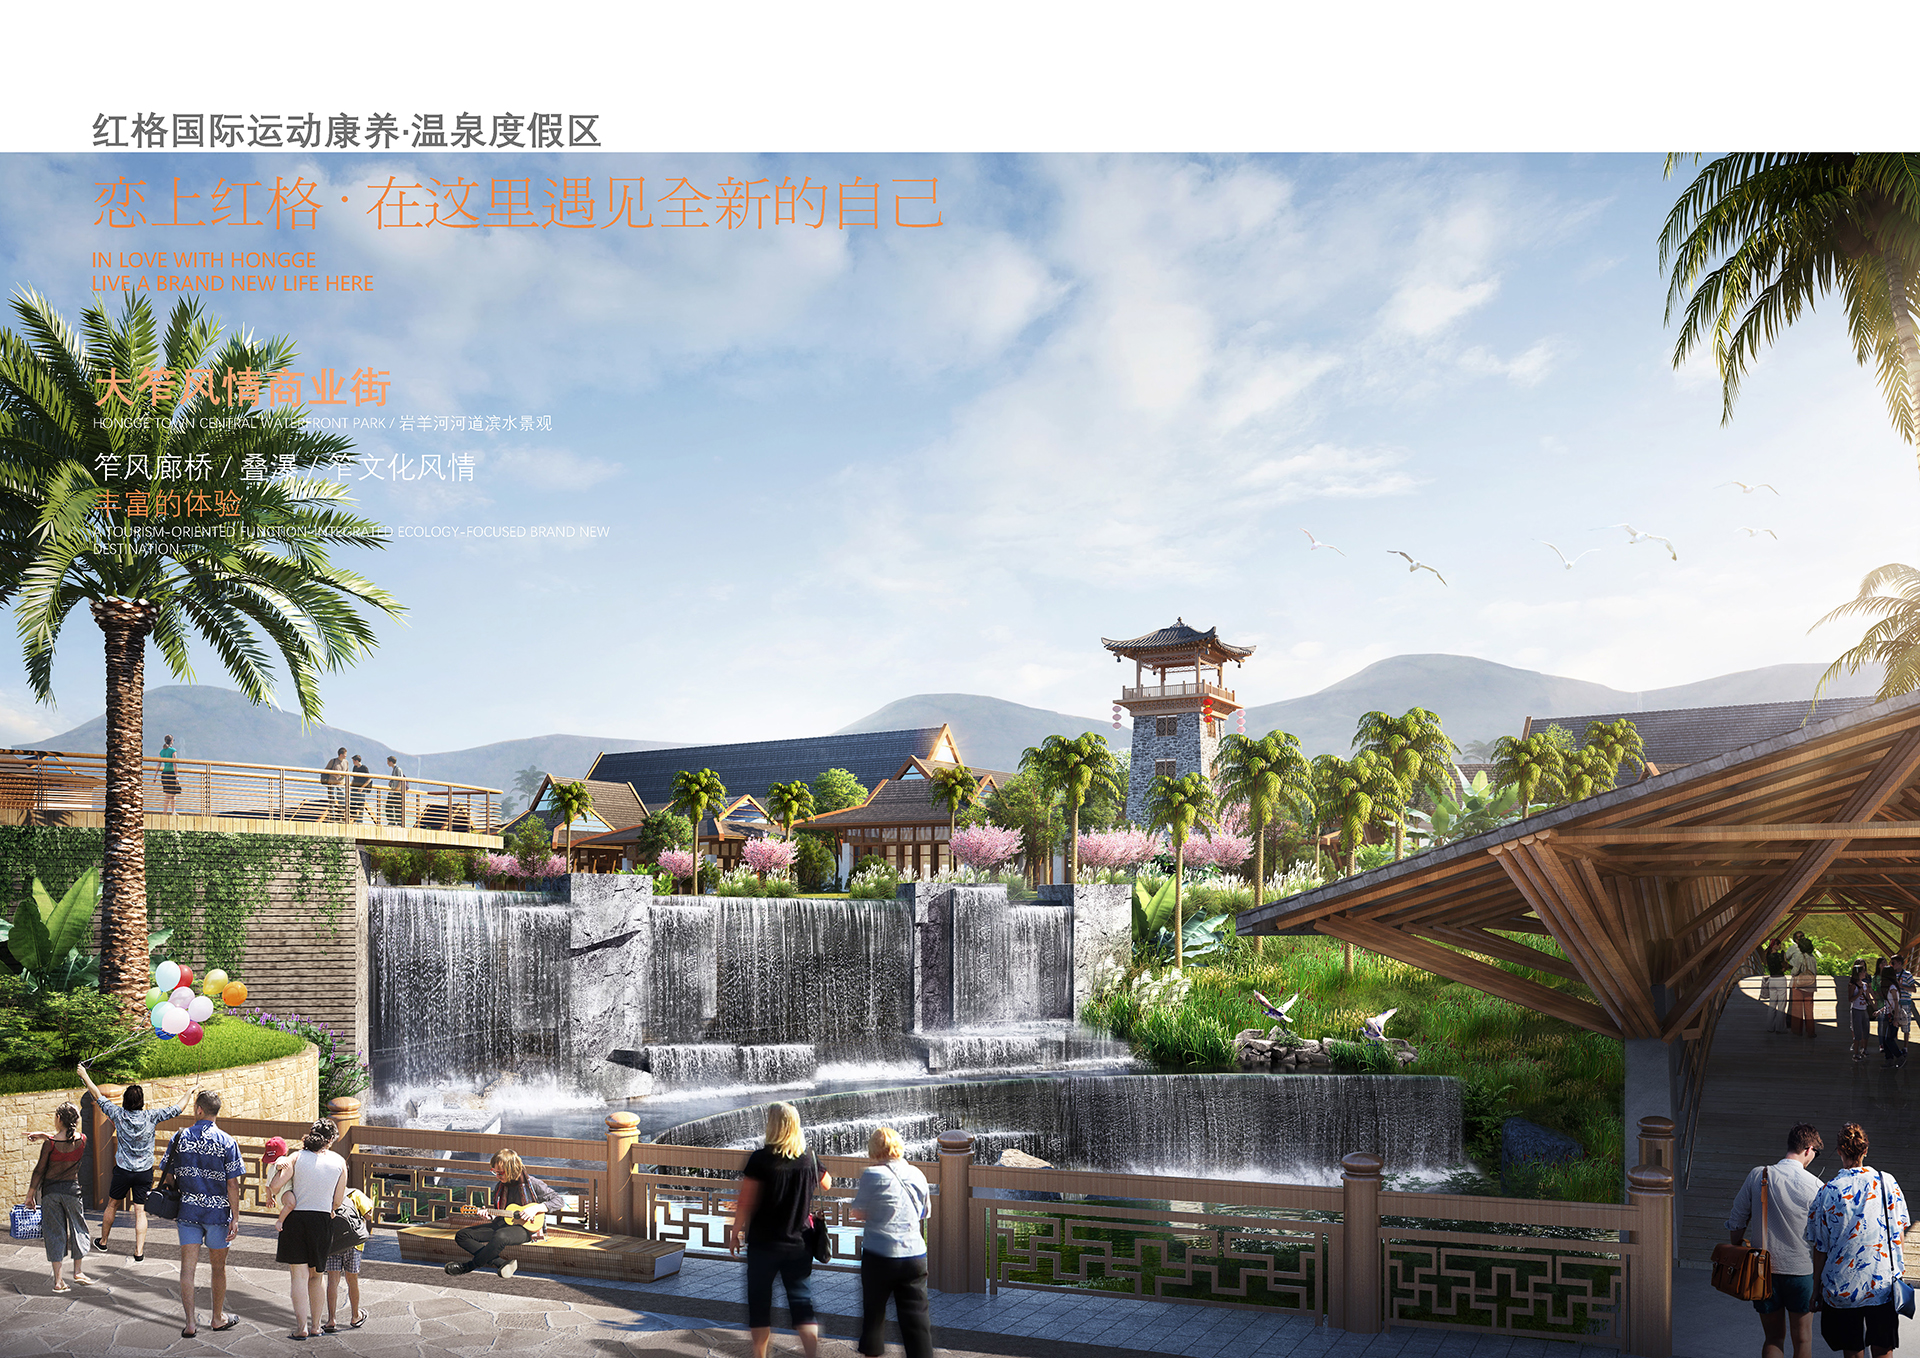 红格国际运动康养·温泉度假区
恋上红格·在这里遇见全新的自己
IN LOVE WITH HONGGE
LIVE A BRAND NEW LIFE HERE
大笮风情商业街
HONGGE TOWN CENTRAL WATERFRONT PARK / 岩羊河河道滨水景观
笮风廊桥 / 叠瀑 / 笮文化风情
丰富的体验
A TOURISM-ORIENTED FUNCTION-INTEGRATED ECOLOGY-FOCUSED BRAND NEW
DESTINATION